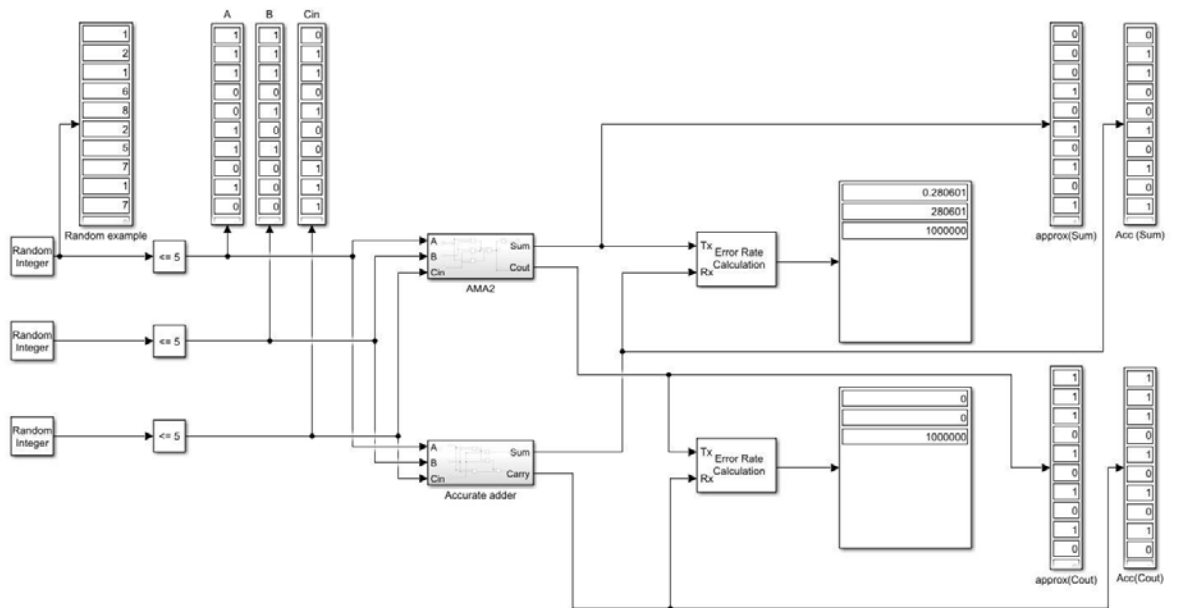 1
2
1
6
8
2
5
7
1
7
Random example
A
1
1
1
0
0
1
1
0
1
0
B
1
1
1
0
1
0
1
0
0
0
Cin
0
1
1
0
1
0
0
1
1
1
Random
Integer
<= 5
Random
Integer
<= 5
Random
Integer
<= 5
A
B
Cin
Sum
Cout
AMA2
A
B
Cin
Sum
Carry
Accurate adder
Tx
Rx
Error Rate
Calculation
0.280601
280601
1000000
Tx
Rx
Error Rate
Calculation
0
0
1000000
0
0
0
1
0
1
0
1
0
1
approx(Sum)
0
1
1
0
0
1
0
1
0
1
Acc (Sum)
1
1
1
0
1
0
1
0
1
0
approx(Cout)
1
1
1
0
1
0
1
0
1
0
Acc(Cout)